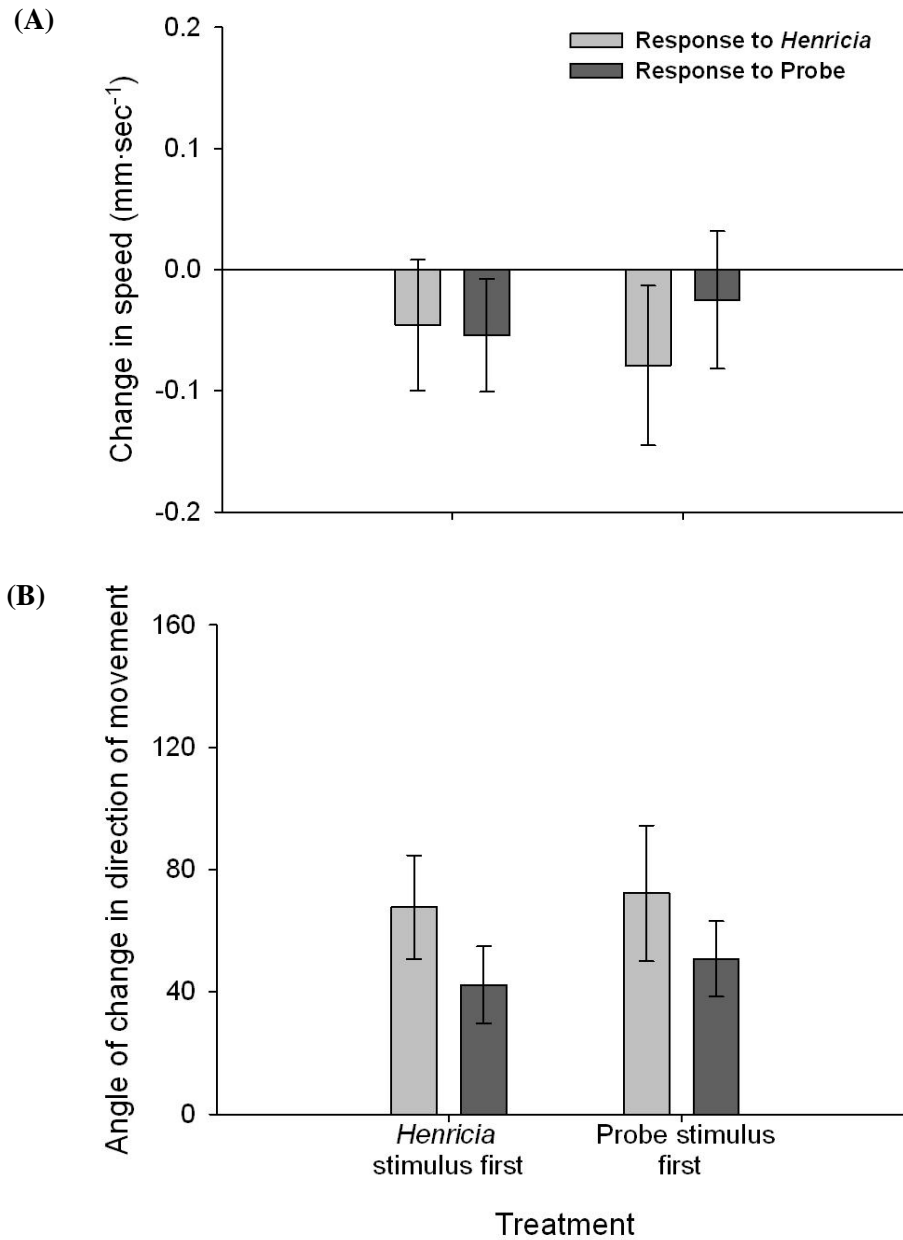 (A)
Change in speed (mm·sec⁻¹)
0.2
0.1
0.0
-0.1
-0.2
Response to Henricia
Response to Probe
(B)
Angle of change in direction of movement
160
120
80
40
0
Henricia
stimulus first
Probe stimulus
first
Treatment